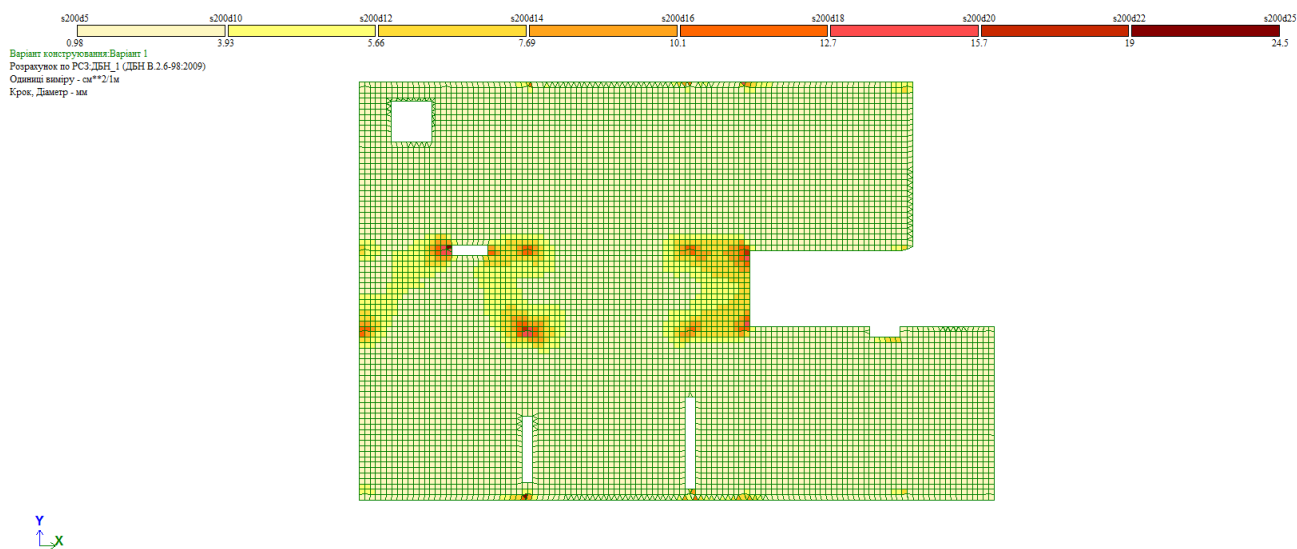 s200d5 s200d10 s200d12 s200d14 s200d16 s200d18 s200d20 s200d22 s200d25
0.98 3.93 5.66 7.69 10.1 12.7 15.7 19 24.5
Варіант конструювання:Варіант 1
Розрахунок по РСЗ:ДБН_1 (ДБН В.2.6-98:2009)
Одиниці виміру - см**2/1м
Крок, Діаметр - мм
Y
X